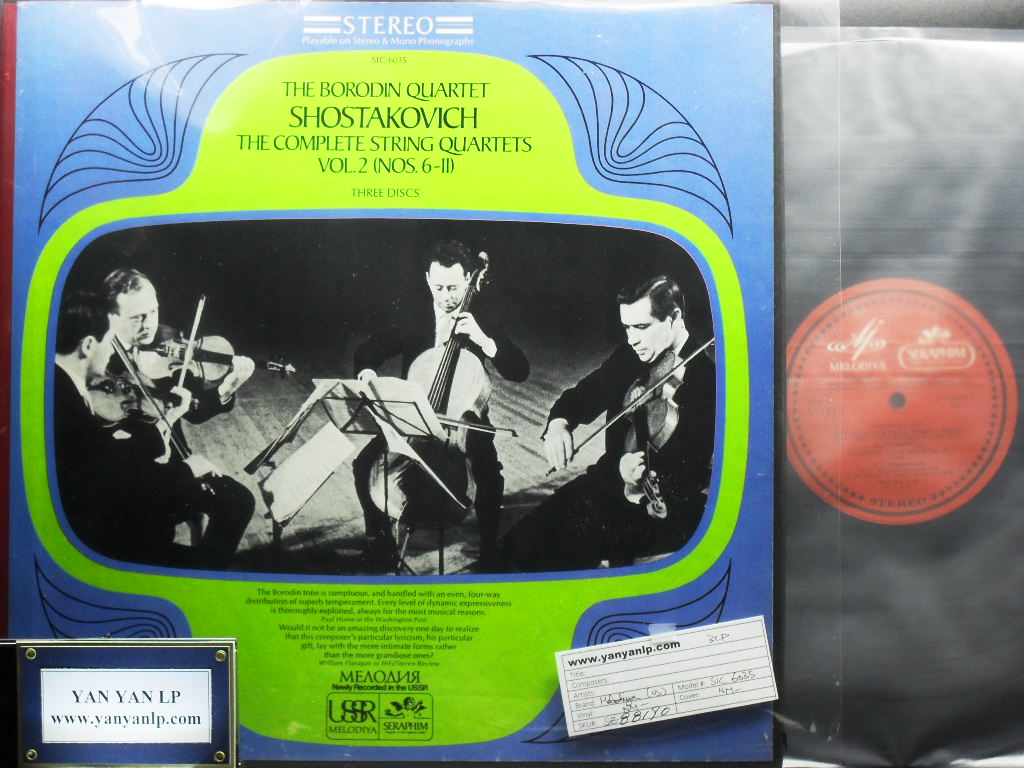 STEREO
Playable on Stereo & Mono Phonographs
SIC-6035
THE BORODIN QUARTET
SHOSTAKOVICH
THE COMPLETE STRING QUARTETS
VOL. 2 (NOS. 6-11)
THREE DISCS
The Borodin tone is sumptuous, and handled with an even, four-way
distribution of superb temperament. Every level of dynamic expressiveness
is thoroughly exploited, always for the most musical reasons.
Paul Hume in the Washington Post
Would it not be an amazing discovery one day to realize
that this composer's particular lyricism, his particular
gift, lay with the more intimate forms rather
than the more grandiose ones?
William Flanagan in HiFi/Stereo Review
МЕЛОДИЯ
Newly Recorded in the USSR
USSR
MELODIYA
SERAPHIM
MELODIYA
SERAPHIM
STEREO
www.yanyanlp.com
Title:
Composers:
Artists:
Brand: (US) Model #: SIC 6035
Vinyl: NM Cover:
SKU#: 88190
YAN YAN LP
www.yanyanlp.com